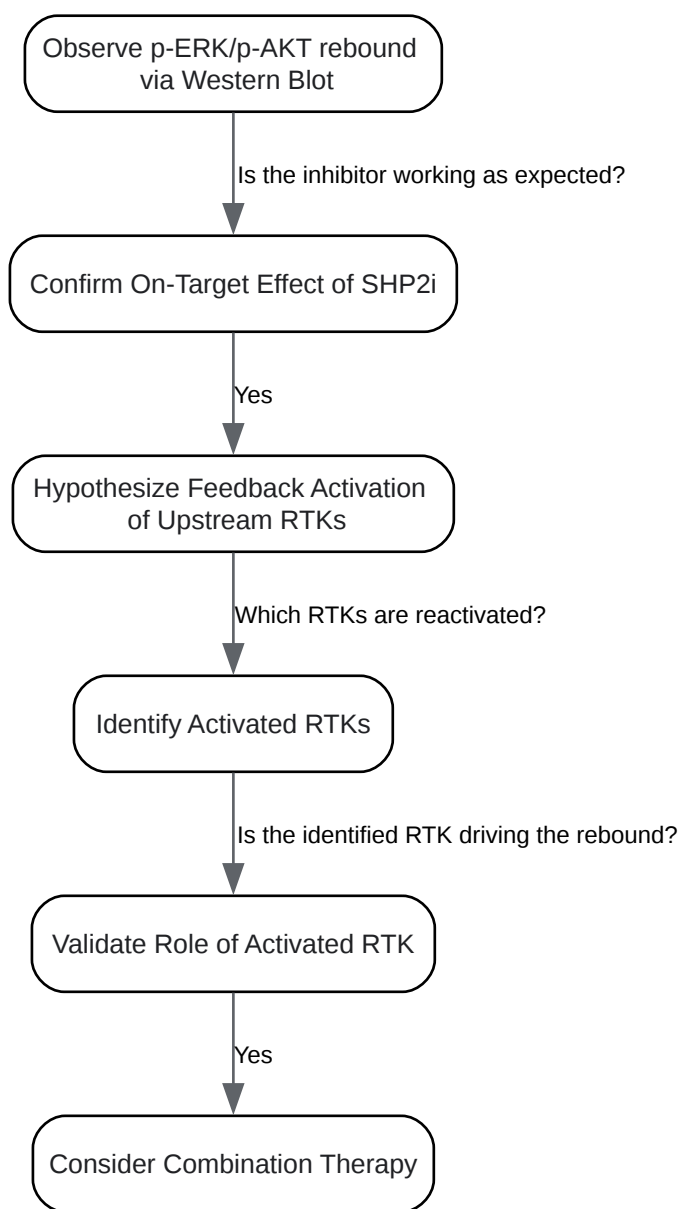 Observe p-ERK/p-AKT rebound
via Western Blot
Is the inhibitor working as expected?
Confirm On-Target Effect of SHP2i
Yes
Hypothesize Feedback Activation
of Upstream RTKs
Which RTKs are reactivated?
Identify Activated RTKs
Is the identified RTK driving the rebound?
Validate Role of Activated RTK
Yes
Consider Combination Therapy